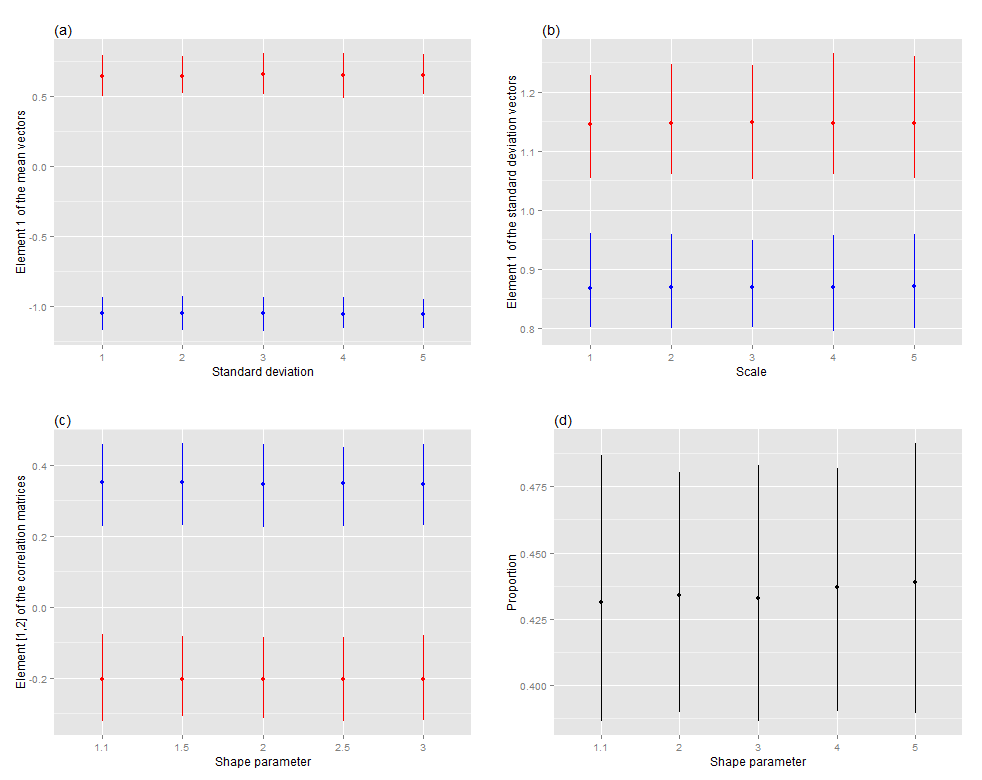 (a)
Element 1 of the mean vectors
0.5
0.0
-0.5
-1.0
1 2 3 4 5
Standard deviation
(b)
Element 1 of the standard deviation vectors
1.2
1.1
1.0
0.9
0.8
1 2 3 4 5
Scale
(c)
Element [1,2] of the correlation matrices
0.4
0.2
0.0
-0.2
1.1 1.5 2 2.5 3
Shape parameter
(d)
Proportion
0.475
0.450
0.425
0.400
1.1 2 3 4 5
Shape parameter